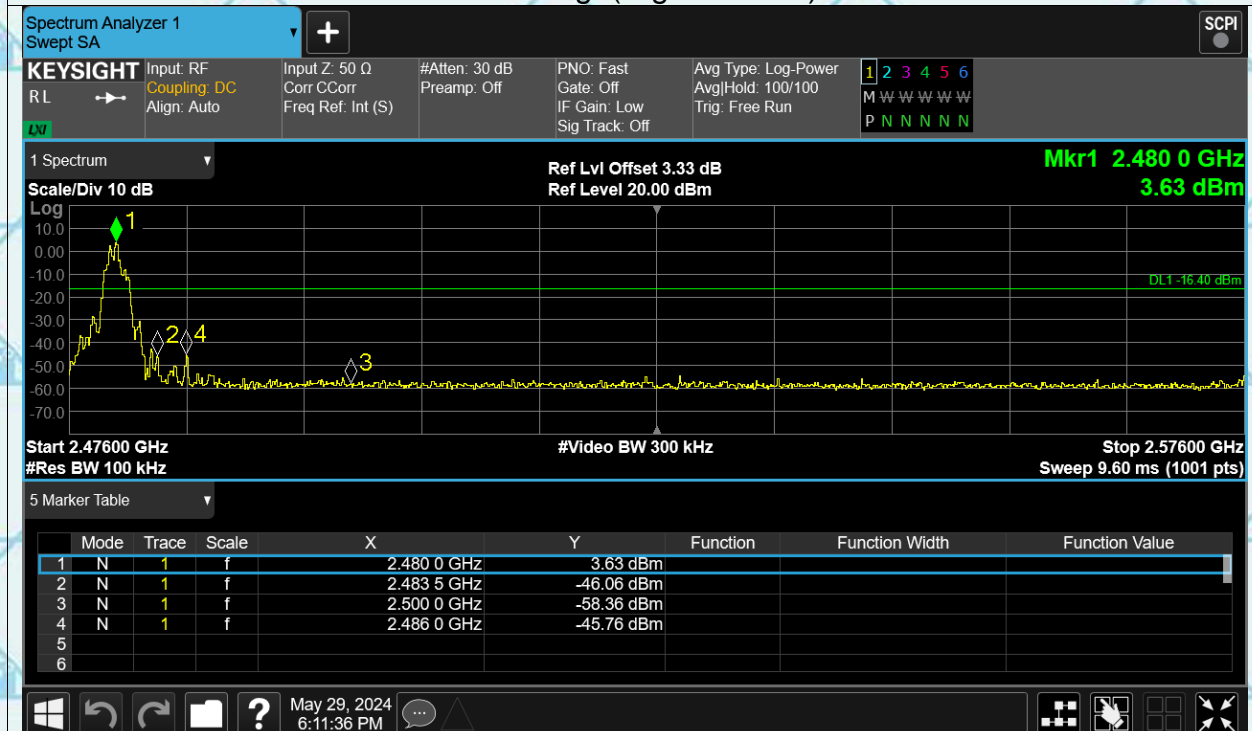 Spectrum Analyzer 1
Swept SA
+
SCPI
KEYSIGHT
RL
LXI
Input: RF
Coupling: DC
Align: Auto
Input Z: 50 Ω
Corr CCorr
Freq Ref: Int (S)
#Atten: 30 dB
Preamp: Off
PNO: Fast
Gate: Off
IF Gain: Low
Sig Track: Off
Avg Type: Log-Power
Avg|Hold: 100/100
Trig: Free Run
1 2 3 4 5 6
M W W W W W
P N N N N N N
1 Spectrum
Scale/Div 10 dB
Ref Lvl Offset 3.33 dB
Ref Level 20.00 dBm
Mkr1 2.480 0 GHz
3.63 dBm
Log
10.0
0.00
-10.0
-20.0
-30.0
-40.0
-50.0
-60.0
-70.0
1
2
4
3
DL1 -16.40 dBm
Start 2.47600 GHz
#Video BW 300 kHz
Stop 2.57600 GHz
#Res BW 100 kHz
Sweep 9.60 ms (1001 pts)
5 Marker Table
Mode Trace Scale X Y Function Function Width Function Value
1 N 1 f 2.480 0 GHz 3.63 dBm
2 N 1 f 2.483 5 GHz -46.06 dBm
3 N 1 f 2.500 0 GHz -58.36 dBm
4 N 1 f 2.486 0 GHz -45.76 dBm
5
6
?
May 29, 2024
6:11:36 PM